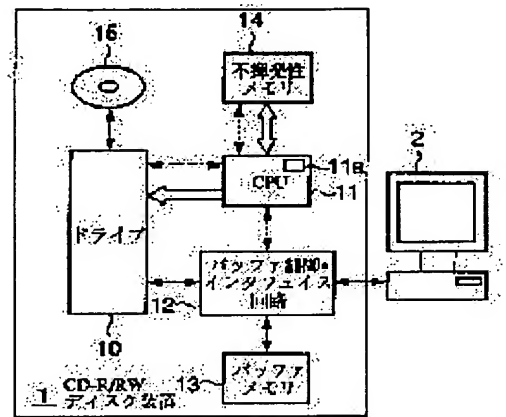 15
14
不揮発性
メモリ
2
11a
CPU
11
ドライブ
バッファ制御・
インタフェイス
回路
12
10
13
バッファ
メモリ
1 CD-R/RW
ディスク装置